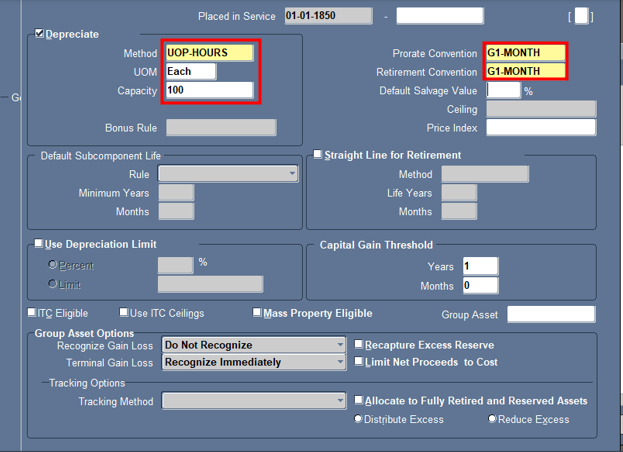 Placed in Service 01-01-1850 - [ ]
Depreciate
Method UOP-HOURS Prorate Convention G1-MONTH
UOM Each Retirement Convention G1-MONTH
Capacity 100 Default Salvage Value %
Ge
Ceiling
Bonus Rule Price Index
Default Subcomponent Life Straight Line for Retirement
Rule Method
Minimum Years Life Years
Months Months
Use Depreciation Limit Capital Gain Threshold
Percent % Years 1
Limit Months 0
ITC Eligible Use ITC Ceilings Mass Property Eligible Group Asset
Group Asset Options
Recognize Gain Loss Do Not Recognize Recapture Excess Reserve
Terminal Gain Loss Recognize Immediately Limit Net Proceeds to Cost
Tracking Options
Tracking Method Allocate to Fully Retired and Reserved Assets
Distribute Excess Reduce Excess